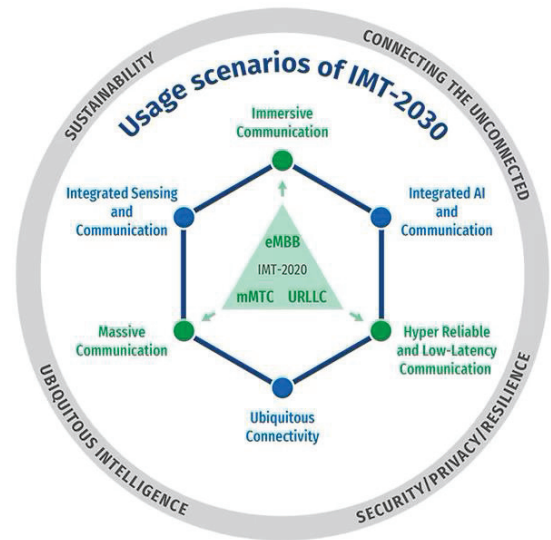 SUSTAINABILITY
CONNECTING THE UNCONNECTED
Usage scenarios of IMT-2030
Immersive
Communication
Integrated Sensing
and
Communication
Integrated AI
and
Communication
eMBB
IMT-2020
mMTC URLLC
Massive
Communication
Hyper Reliable
and Low-Latency
Communication
Ubiquitous
Connectivity
UBIQUITOUS INTELLIGENCE
SECURITY/PRIVACY/RESILIENCE